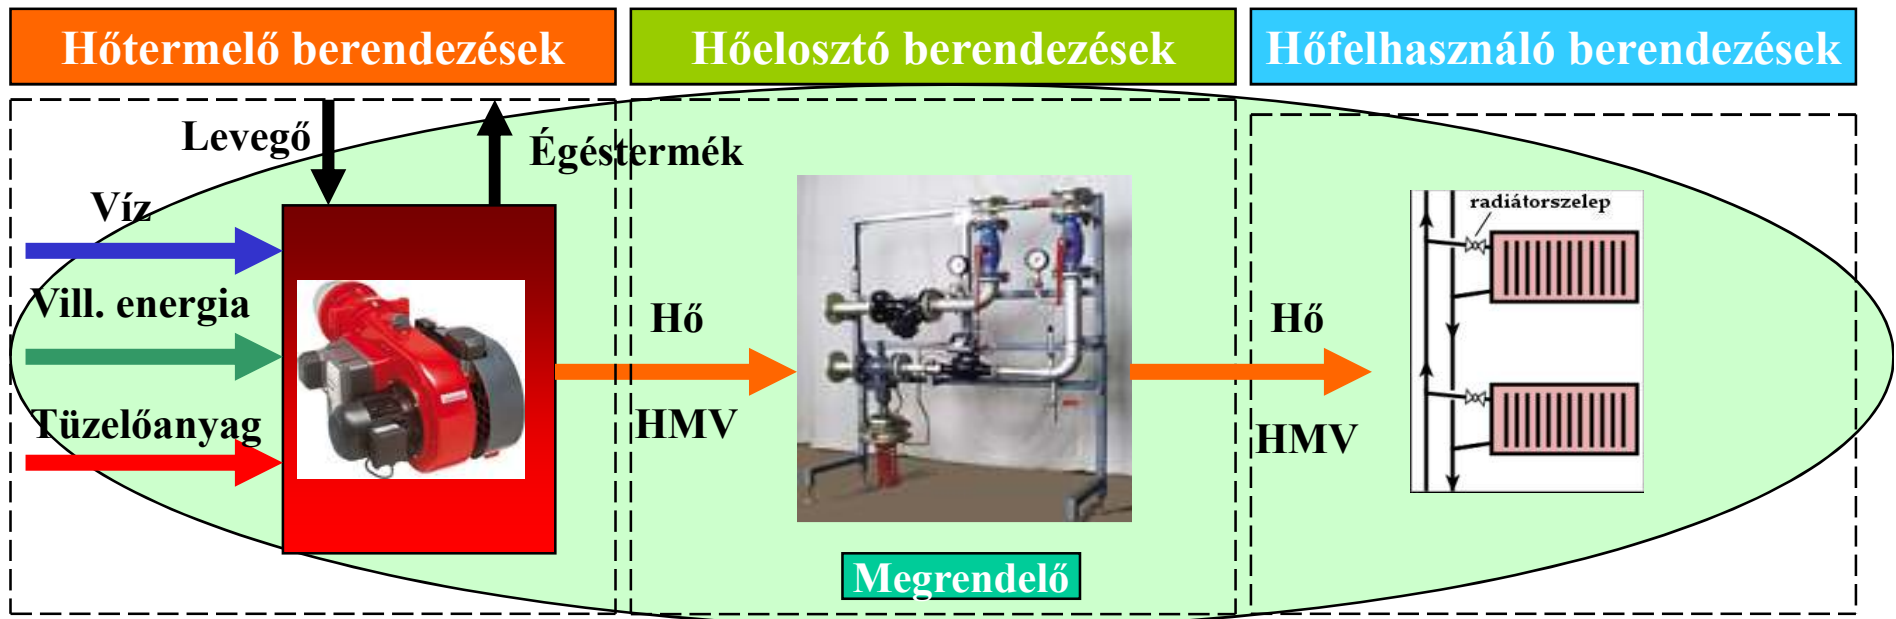 Hőtermelő berendezések
Hőelosztó berendezések
Hőfelhasználó berendezések
Levegő
Égéstermék
Víz
Vill. energia
Tüzelőanyag
Hő
HMV
Hő
HMV
radiátorszelep
Megrendelő